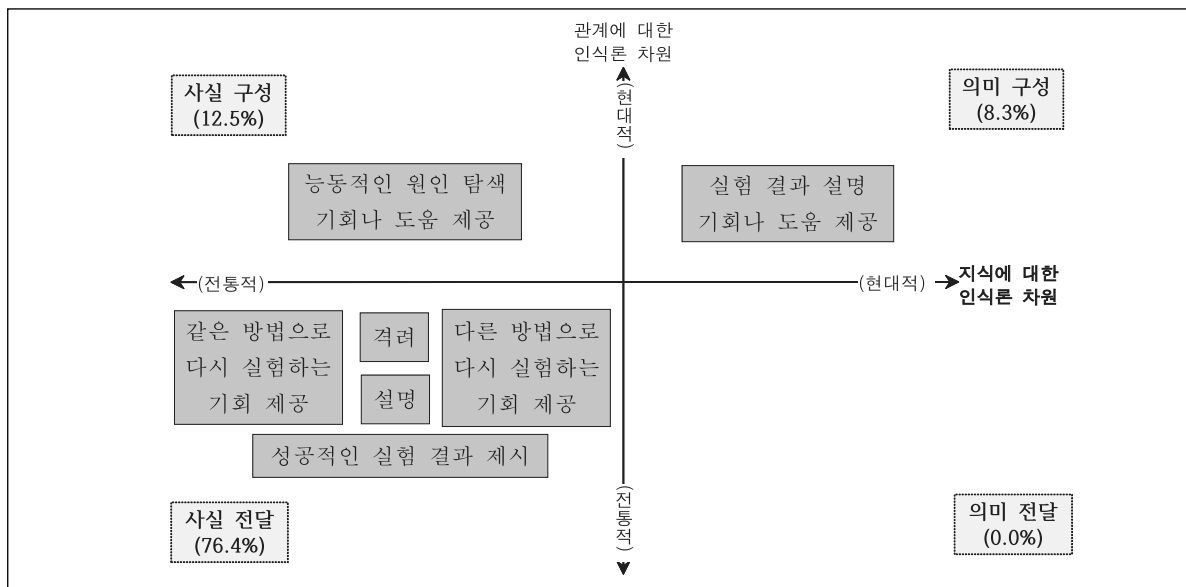 관계에 대한
인식론 차원
사실 구성
(12.5%)
의미 구성
(8.3%)
(현대적)
능동적인 원인 탐색
기회나 도움 제공
실험 결과 설명
기회나 도움 제공
(전통적)
(현대적)
지식에 대한
인식론 차원
같은 방법으로
다시 실험하는
기회 제공
격려
설명
다른 방법으로
다시 실험하는
기회 제공
성공적인 실험 결과 제시
사실 전달
(76.4%)
(전통적)
의미 전달
(0.0%)